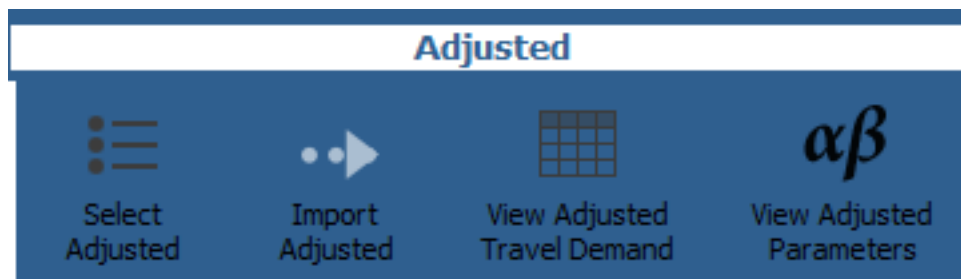 Adjusted
αβ
Select
Adjusted
Import
Adjusted
View Adjusted
Travel Demand
View Adjusted
Parameters